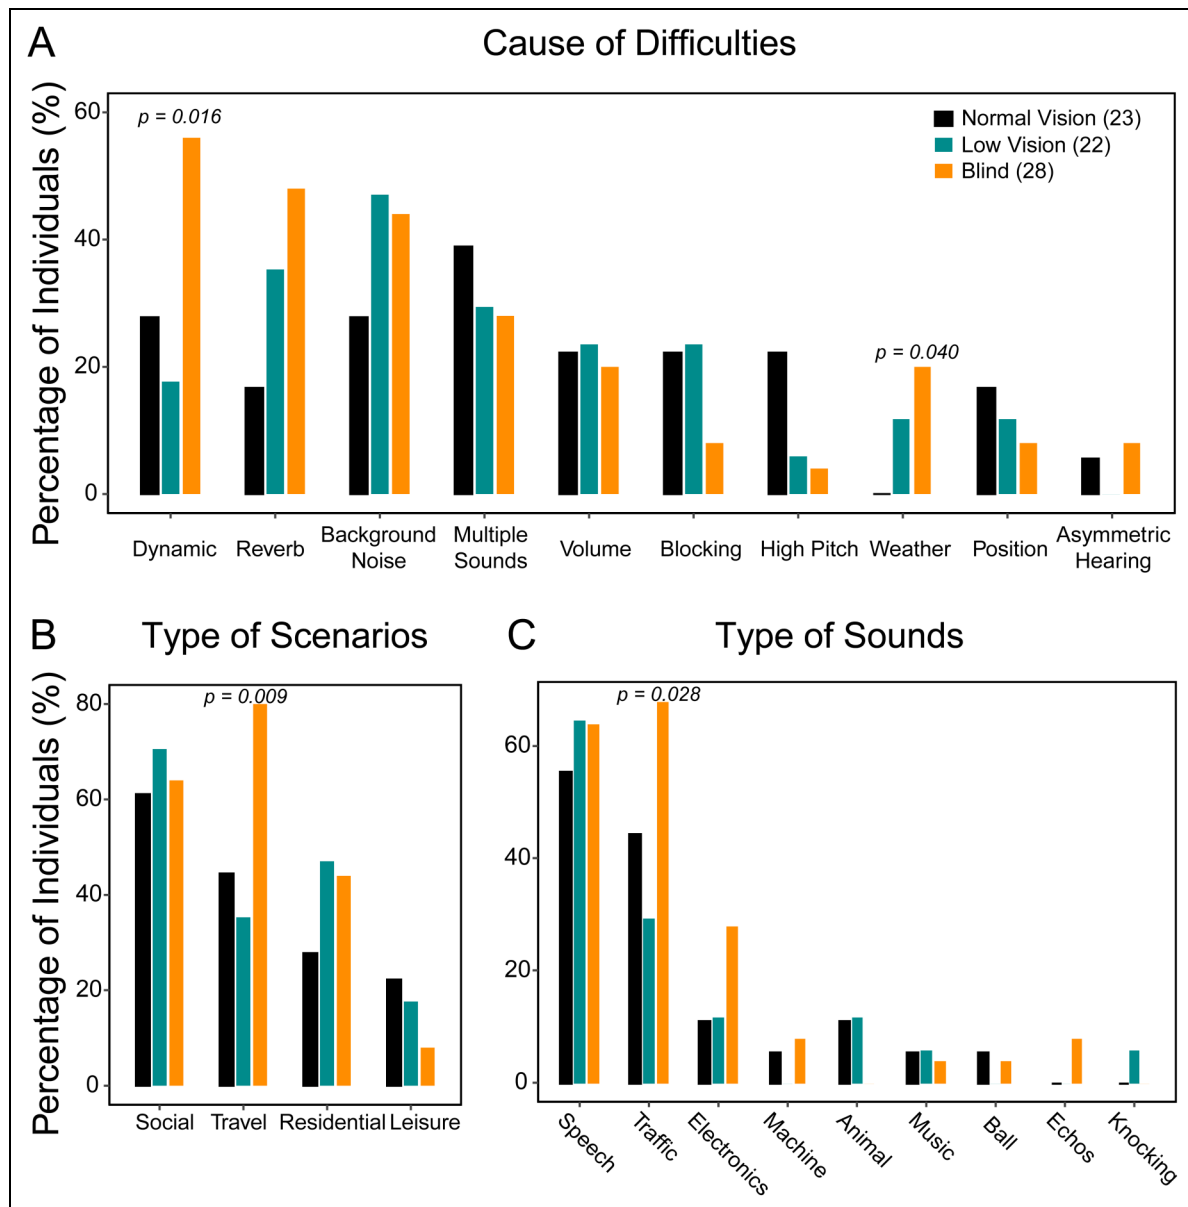 A
Cause of Difficulties
Percentage of Individuals (%)
60
40
20
0
p = 0.016
p = 0.040
Normal Vision (23)
Low Vision (22)
Blind (28)
Dynamic
Reverb
Background
Noise
Multiple
Sounds
Volume
Blocking
High Pitch
Weather
Position
Asymmetric
Hearing
B
Type of Scenarios
Percentage of Individuals (%)
80
60
40
20
0
p = 0.009
Social
Travel
Residential
Leisure
C
Type of Sounds
60
40
20
0
p = 0.028
Speech
Traffic
Electronics
Machine
Animal
Music
Ball
Echos
Knocking